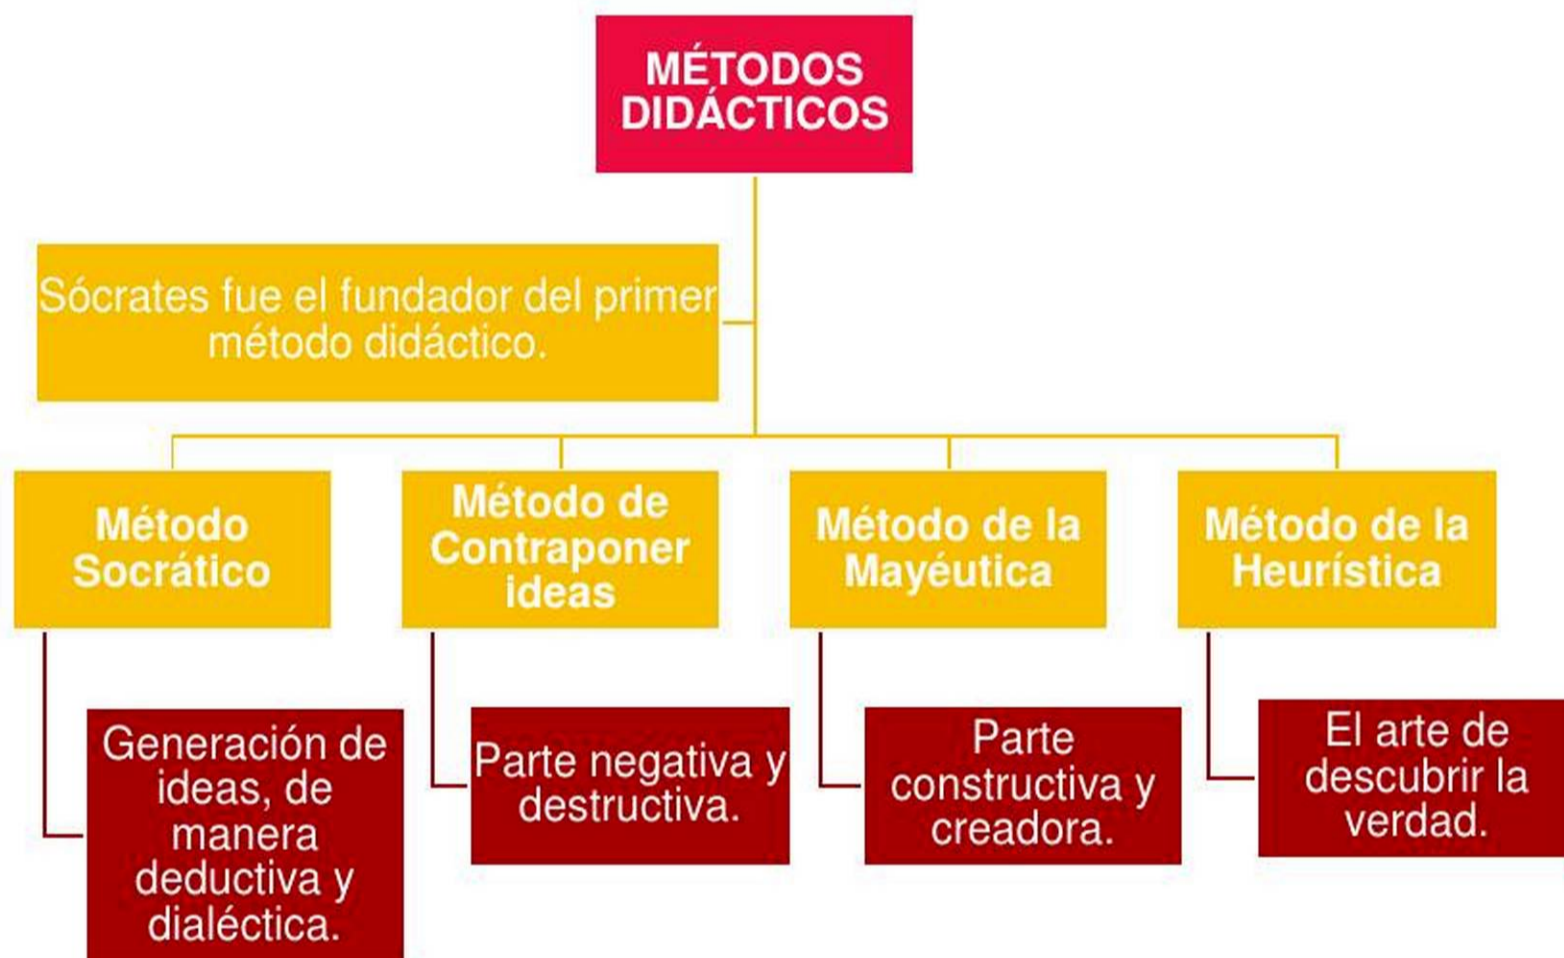 MÉTODOS
DIDÁCTICOS
Sócrates fue el fundador del primer
método didáctico.
Método
Socrático
Método de
Contraponer
ideas
Método de la
Mayéutica
Método de la
Heurística
Generación de
ideas, de
manera
deductiva y
dialéctica.
Parte negativa y
destructiva.
Parte
constructiva y
creadora.
El arte de
descubrir la
verdad.